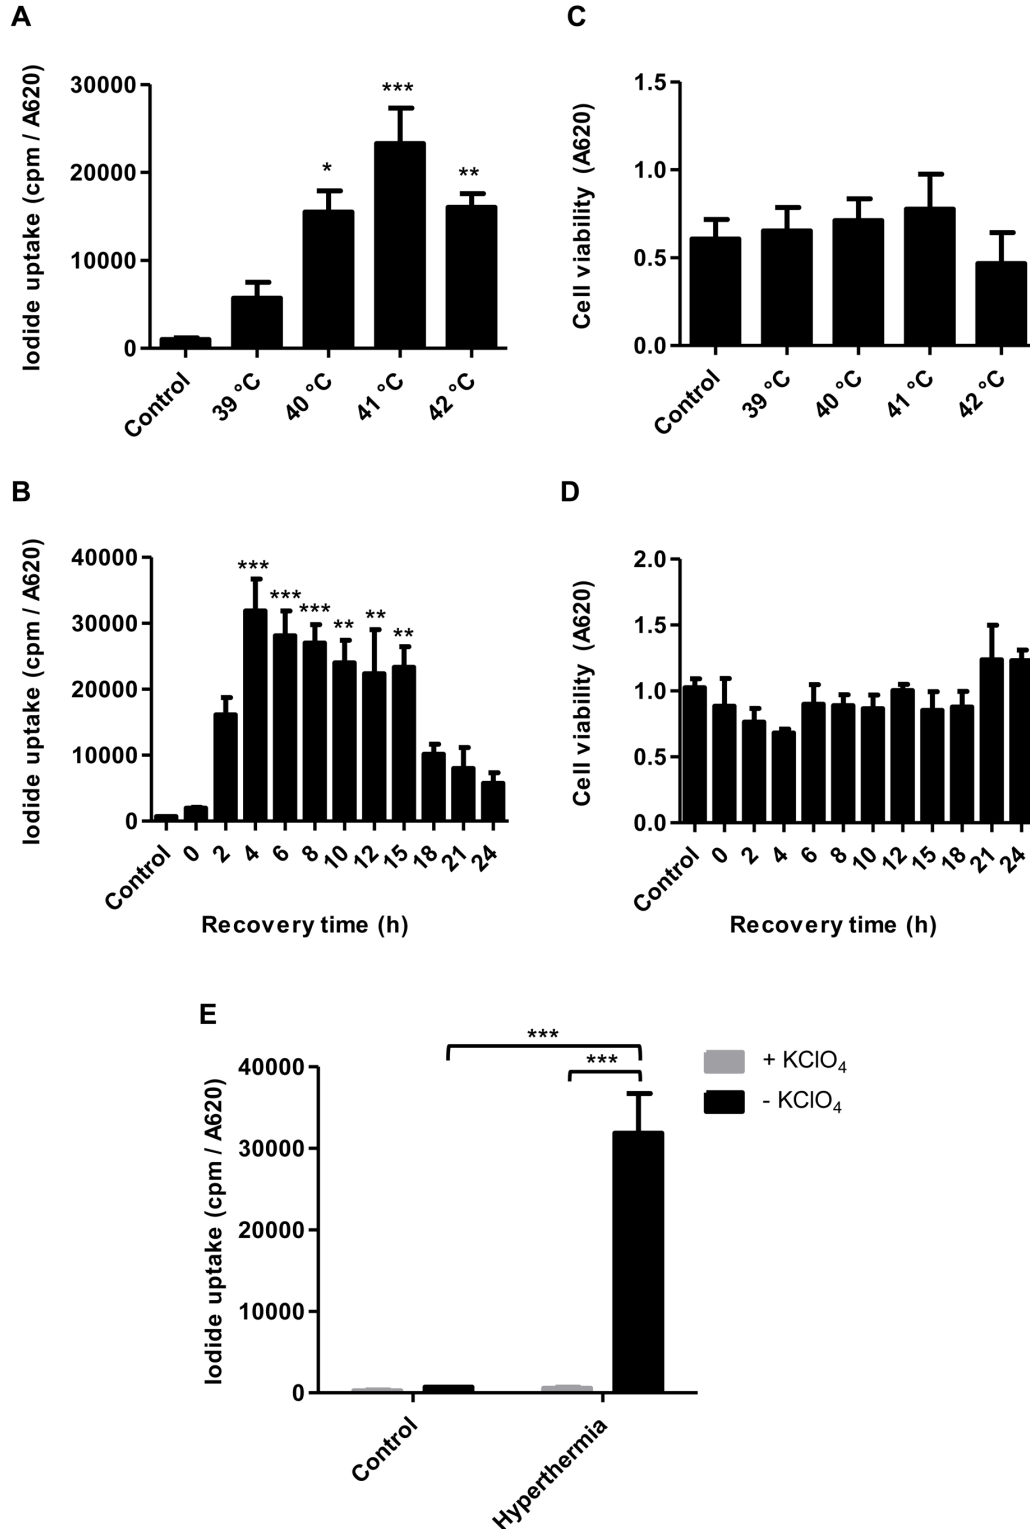 A
Iodide uptake (cpm / A620)
30000
20000
10000
0
*
***
**
Control
39 °C
40 °C
41 °C
42 °C
C
Cell viability (A620)
1.5
1.0
0.5
0.0
Control
39 °C
40 °C
41 °C
42 °C
B
Iodide uptake (cpm / A620)
40000
30000
20000
10000
0
***
***
***
**
**
**
Control
0
2
4
6
8
10
12
15
18
21
24
Recovery time (h)
D
Cell viability (A620)
2.0
1.5
1.0
0.5
0.0
Control
0
2
4
6
8
10
12
15
18
21
24
Recovery time (h)
E
Iodide uptake (cpm / A620)
40000
30000
20000
10000
0
***
***
Control
Hyperthermia
+ KClO₄
- KClO₄